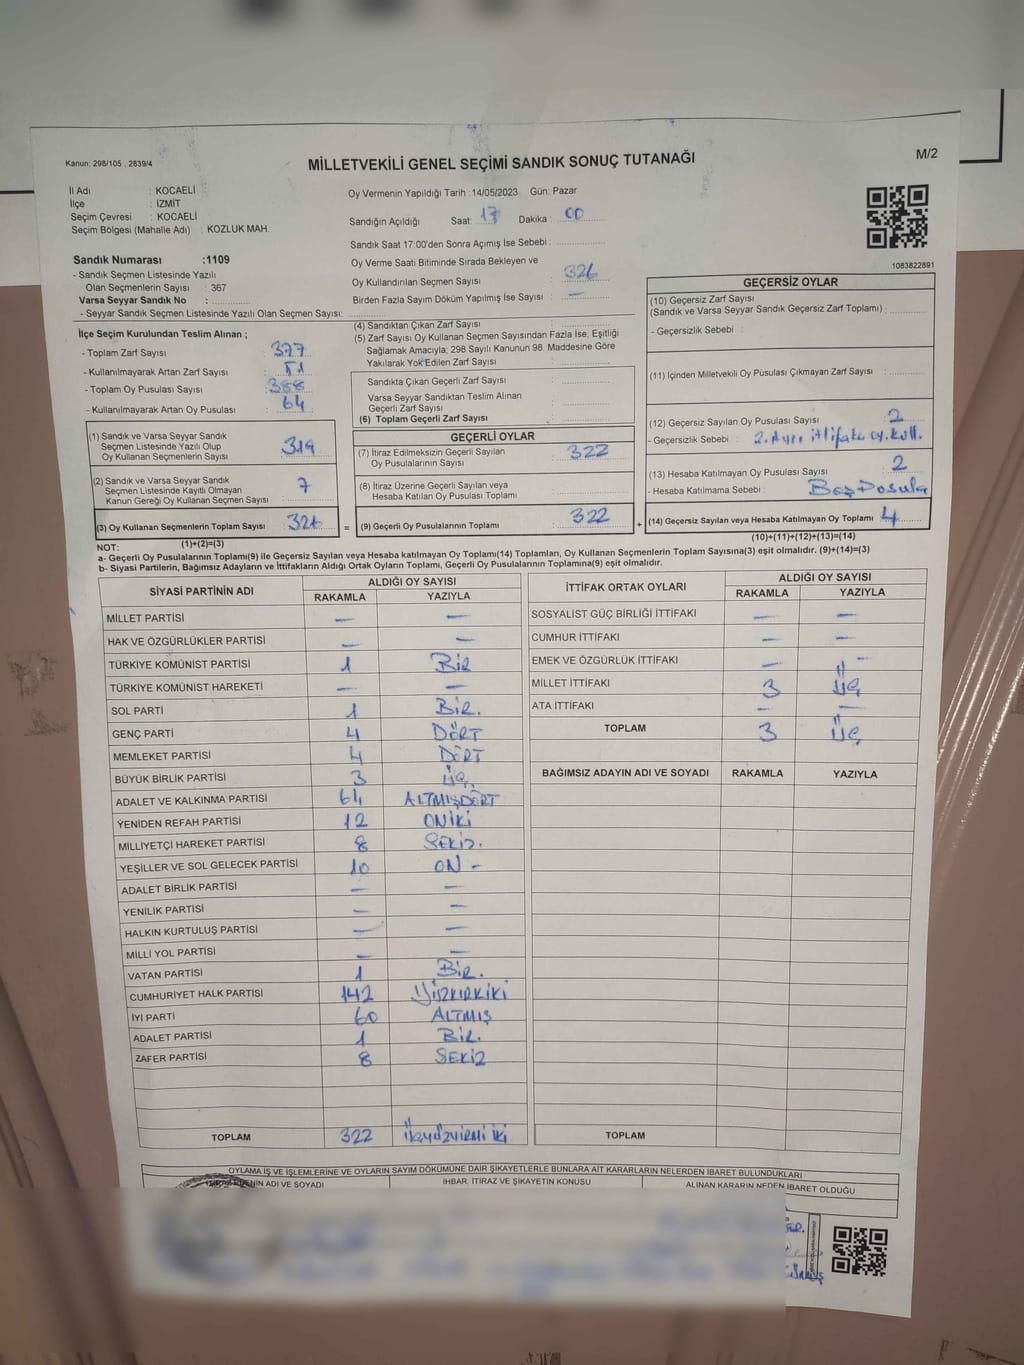 Kanun: 298/105 , 2839/4
MİLLETVEKİLİ GENEL SEÇİMİ SANDIK SONUÇ TUTANAĞI
M/2
İl Adı : KOCAELİ
İlçe : İZMİT
Seçim Çevresi : KOCAELİ
Seçim Bölgesi (Mahalle Adı) : KOZLUK MAH.
Oy Vermenin Yapıldığı Tarih :14/05/2023 Gün: Pazar
Sandığın Açıldığı Saat: 17 Dakika : 00
Sandık Saat 17:00'den Sonra Açımış İse Sebebi :
Oy Verme Saati Bitiminde Sırada Bekleyen ve
Oy Kullandırılan Seçmen Sayısı : 326
Birden Fazla Sayım Döküm Yapılmış İse Sayısı : —
1083822891
Sandık Numarası :1109
- Sandık Seçmen Listesinde Yazılı
Olan Seçmenlerin Sayısı : 367
Varsa Seyyar Sandık No :
- Seyyar Sandık Seçmen Listesinde Yazılı Olan Seçmen Sayısı:
İlçe Seçim Kurulundan Teslim Alınan ;
- Toplam Zarf Sayısı : 377
- Kullanılmayarak Artan Zarf Sayısı : 51
- Toplam Oy Pusulası Sayısı : 388
- Kullanılmayarak Artan Oy Pusulası : 64
(1) Sandık ve Varsa Seyyar Sandık
Seçmen Listesinde Yazılı Olup
Oy Kullanan Seçmenlerin Sayısı 319
(2) Sandık ve Varsa Seyyar Sandık
Seçmen Listesinde Kayıtlı Olmayan
Kanun Gereği Oy Kullanan Seçmen Sayısı 7
(3) Oy Kullanan Seçmenlerin Toplam Sayısı 326 =
(1)+(2)=(3)
(4) Sandıktan Çıkan Zarf Sayısı
(5) Zarf Sayısı Oy Kullanan Seçmen Sayısından Fazla İse, Eşitliği
Sağlamak Amacıyla; 298 Sayılı Kanunun 98. Maddesine Göre
Yakılarak Yok Edilen Zarf Sayısı
Sandıkta Çıkan Geçerli Zarf Sayısı
Varsa Seyyar Sandıktan Teslim Alınan
Geçerli Zarf Sayısı
(6) Toplam Geçerli Zarf Sayısı
GEÇERLİ OYLAR
(7) İtiraz Edilmeksizin Geçerli Sayılan
Oy Pusulalarının Sayısı 322
(8) İtiraz Üzerine Geçerli Sayılan veya
Hesaba Katılan Oy Pusulası Toplamı
(9) Geçerli Oy Pusulalarının Toplamı 322 +
GEÇERSİZ OYLAR
(10) Geçersiz Zarf Sayısı
(Sandık ve Varsa Seyyar Sandık Geçersiz Zarf Toplamı) :
- Geçersizlik Sebebi :
(11) İçinden Milletvekili Oy Pusulası Çıkmayan Zarf Sayısı :
(12) Geçersiz Sayılan Oy Pusulası Sayısı : 2
- Geçersizlik Sebebi : 2. Ayrı ittifaka oy. kull.
(13) Hesaba Katılmayan Oy Pusulası Sayısı : 2
- Hesaba Katılmama Sebebi : Boş Pusula
(14) Geçersiz Sayılan veya Hesaba Katılmayan Oy Toplamı 4
(10)+(11)+(12)+(13)=(14)
NOT:
a- Geçerli Oy Pusulalarının Toplamı(9) ile Geçersiz Sayılan veya Hesaba katılmayan Oy Toplamı(14) Toplamları, Oy Kullanan Seçmenlerin Toplam Sayısına(3) eşit olmalıdır. (9)+(14)=(3)
b- Siyasi Partilerin, Bağımsız Adayların ve İttifakların Aldığı Ortak Oyların Toplamı, Geçerli Oy Pusulalarının Toplamına(9) eşit olmalıdır.
SİYASİ PARTİNİN ADI ALDIĞI OY SAYISI
RAKAMLA YAZIYLA
MİLLET PARTİSİ — —
HAK VE ÖZGÜRLÜKLER PARTİSİ — —
TÜRKİYE KOMÜNİST PARTİSİ 1 BİR
TÜRKİYE KOMÜNİST HAREKETİ — —
SOL PARTİ 1 BİR.
GENÇ PARTİ 4 DÖRT
MEMLEKET PARTİSİ 4 DÖRT
BÜYÜK BİRLİK PARTİSİ 3 ÜÇ
ADALET VE KALKINMA PARTİSİ 64 ALTMIŞDÖRT
YENİDEN REFAH PARTİSİ 12 ONİKİ
MİLLİYETÇİ HAREKET PARTİSİ 8 SEKİZ.
YEŞİLLER VE SOL GELECEK PARTİSİ 10 ON -
ADALET BİRLİK PARTİSİ — —
YENİLİK PARTİSİ — —
HALKIN KURTULUŞ PARTİSİ — —
MİLLİ YOL PARTİSİ — —
VATAN PARTİSİ 1 BİR.
CUMHURİYET HALK PARTİSİ 142 YÜZKIRKİKİ
İYİ PARTİ 60 ALTMIŞ
ADALET PARTİSİ 1 BİR.
ZAFER PARTİSİ 8 SEKİZ
TOPLAM 322 üçyüzyirmi iki
İTTİFAK ORTAK OYLARI ALDIĞI OY SAYISI
RAKAMLA YAZIYLA
SOSYALİST GÜÇ BİRLİĞİ İTTİFAKI — —
CUMHUR İTTİFAKI — —
EMEK VE ÖZGÜRLÜK İTTİFAKI — —
MİLLET İTTİFAKI 3 ÜÇ
ATA İTTİFAKI — —
TOPLAM 3 ÜÇ
BAĞIMSIZ ADAYIN ADI VE SOYADI RAKAMLA YAZIYLA
TOPLAM
OYLAMA İŞ VE İŞLEMLERİNE VE OYLARIN SAYIM DÖKÜMÜNE DAİR ŞİKAYETLERLE BUNLARA AİT KARARLARIN NELERDEN İBARET BULUNDUKLARI
ADI VE SOYADI İHBAR, İTİRAZ VE ŞİKAYETİN KONUSU ALINAN KARARIN NEDEN İBARET OLDUĞU